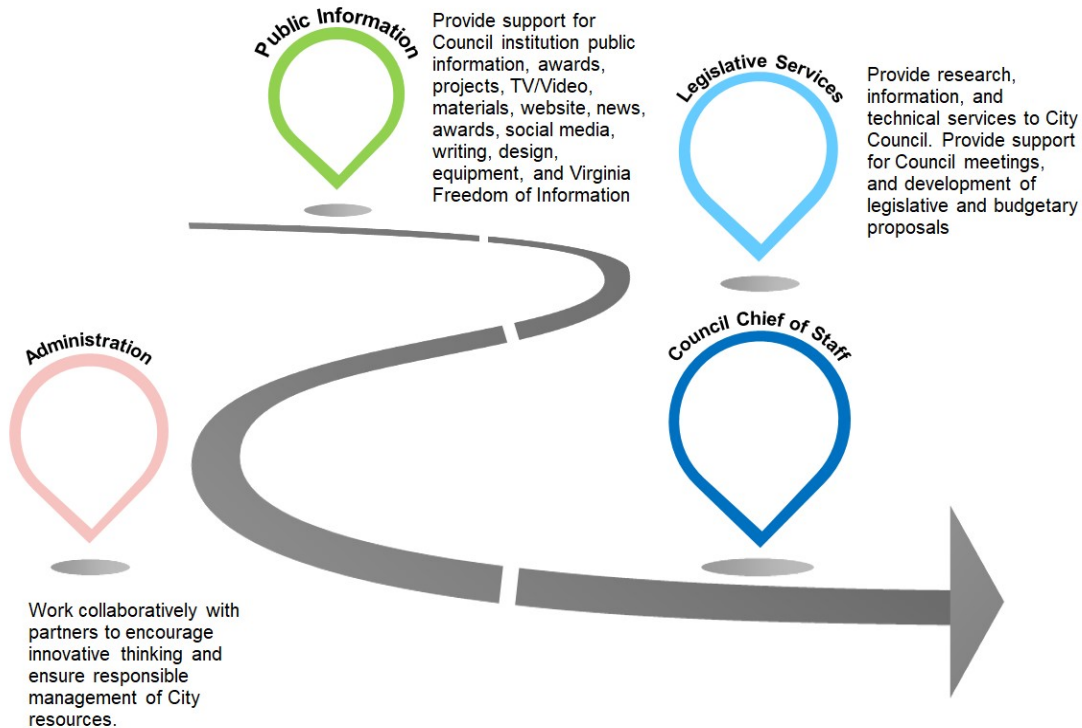 Public Information
Provide support for
Council institution public
information, awards,
projects, TV/Video,
materials, website, news,
awards, social media,
writing, design,
equipment, and Virginia
Freedom of Information
Legislative Services
Provide research,
information, and
technical services to City
Council. Provide support
for Council meetings,
and development of
legislative and budgetary
proposals
Administration
Work collaboratively with
partners to encourage
innovative thinking and
ensure responsible
management of City
resources.
Council Chief of Staff